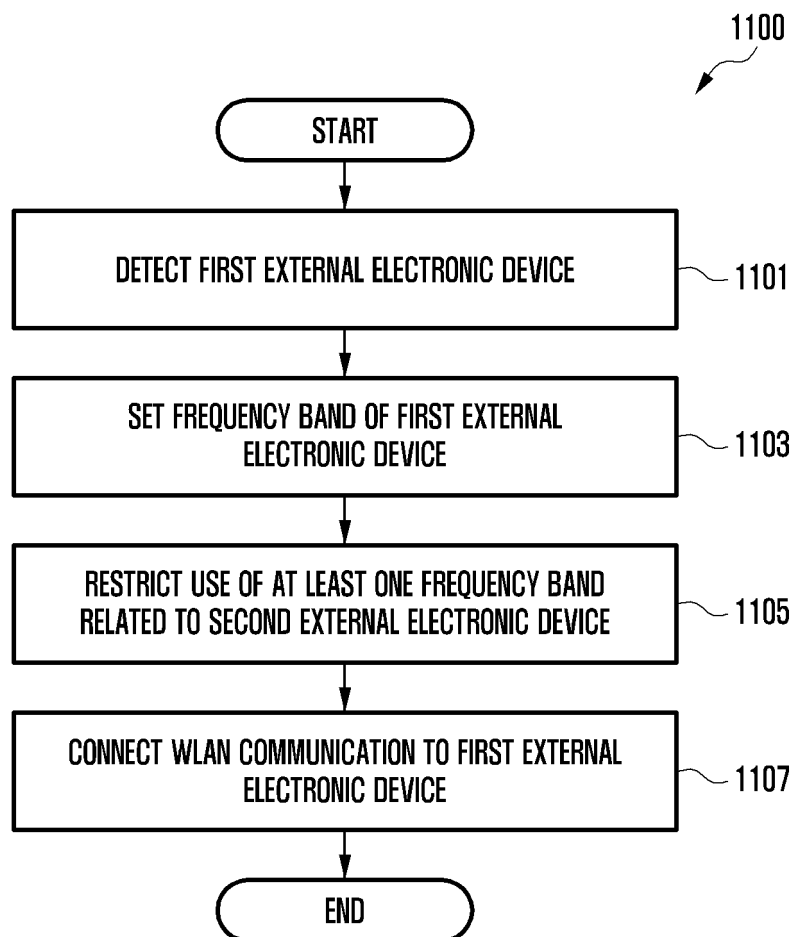 1100
START
DETECT FIRST EXTERNAL ELECTRONIC DEVICE
1101
SET FREQUENCY BAND OF FIRST EXTERNAL
ELECTRONIC DEVICE
1103
RESTRICT USE OF AT LEAST ONE FREQUENCY BAND
RELATED TO SECOND EXTERNAL ELECTRONIC DEVICE
1105
CONNECT WLAN COMMUNICATION TO FIRST EXTERNAL
ELECTRONIC DEVICE
1107
END